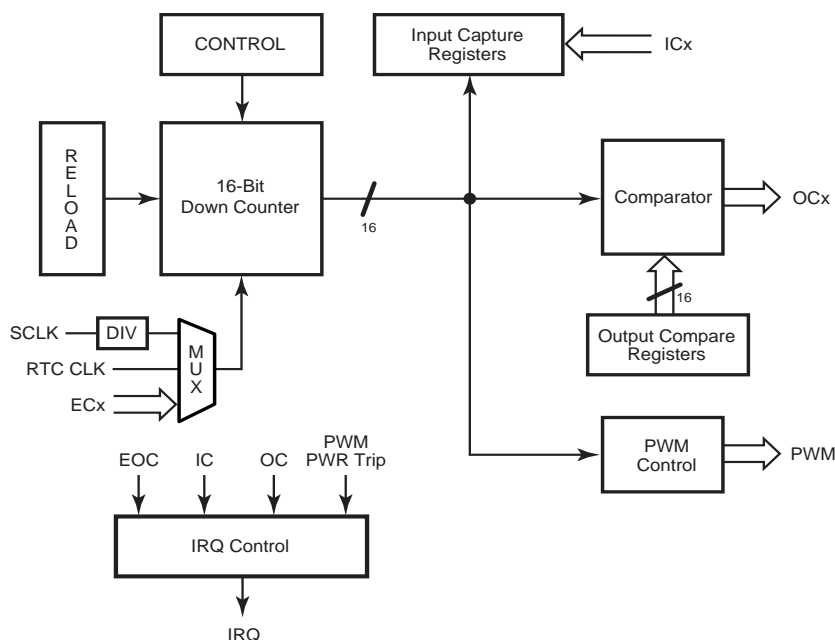 CONTROL
Input Capture
Registers
ICx
R
E
L
O
A
D
16-Bit
Down Counter
16
Comparator
OCx
16
Output Compare
Registers
SCLK
DIV
RTC CLK
ECx
M
U
X
PWM
Control
PWM
EOC
IC
OC
PWM
PWR Trip
IRQ Control
IRQ